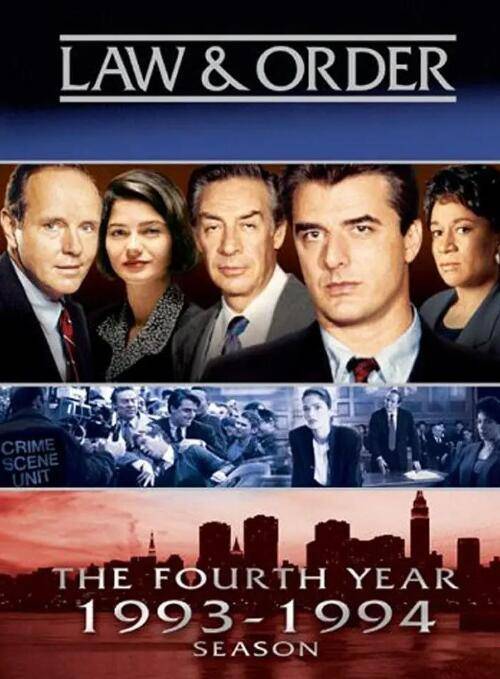 LAW & ORDER
CRIME
SCENE
UNIT
THE FOURTH YEAR
1993-1994
SEASON